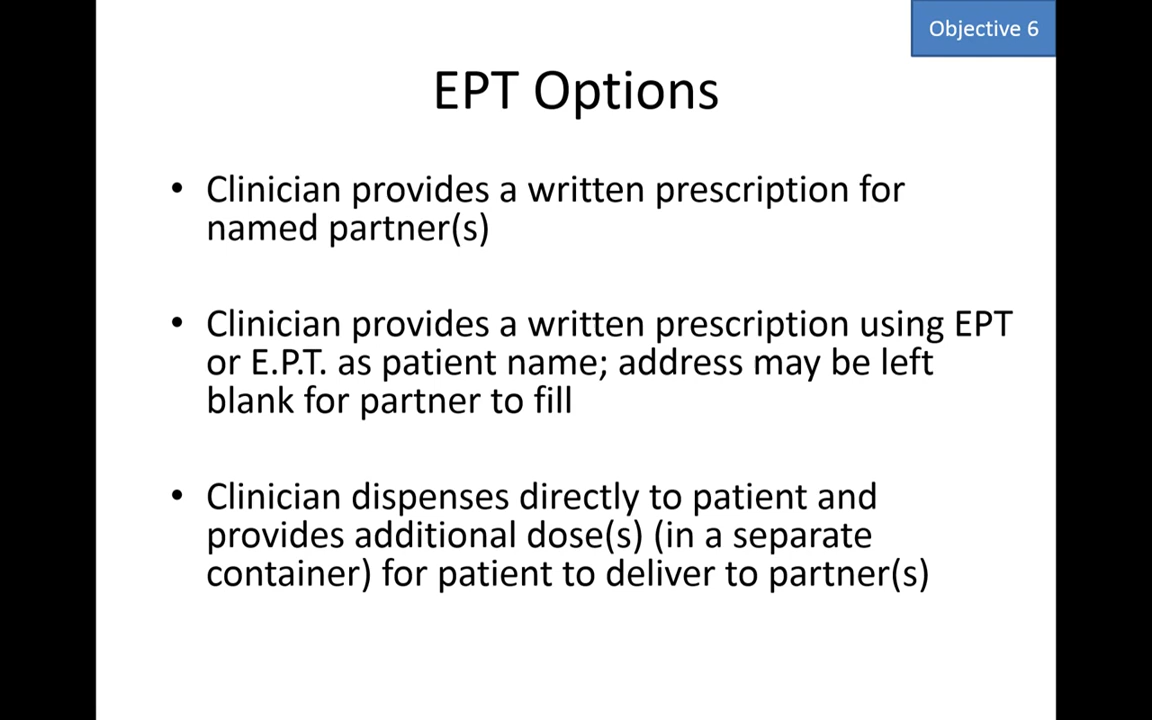 Objective 6
EPT Options
• Clinician provides a written prescription for
named partner(s)
• Clinician provides a written prescription using EPT
or E.P.T. as patient name; address may be left
blank for partner to fill
• Clinician dispenses directly to patient and
provides additional dose(s) (in a separate
container) for patient to deliver to partner(s)